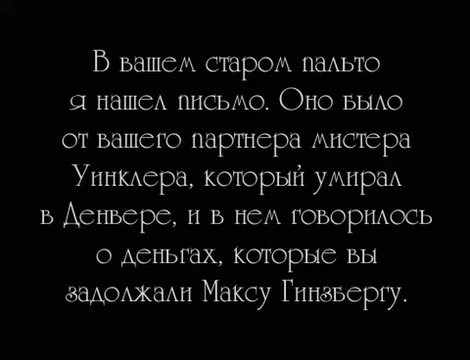 В вашем старом пальто
я нашел письмо. Оно было
от вашего партнера мистера
Уинклера, который умирал
в Денвере, и в нем говорилось
о деньгах, которые вы
задолжали Максу Гинзбергу.